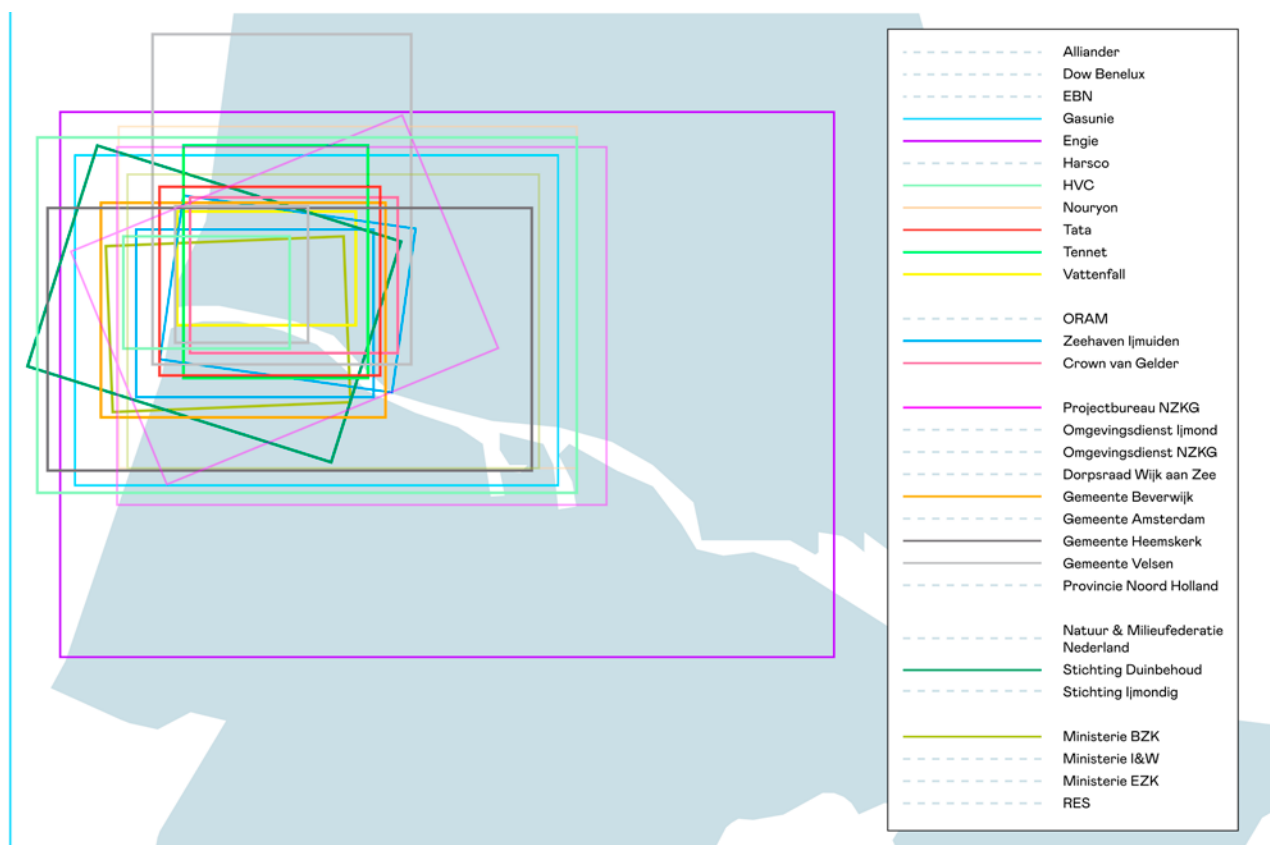 Alliander
Dow Benelux
EBN
Gasunie
Engie
Harsco
HVC
Nouryon
Tata
Tennet
Vattenfall
ORAM
Zeehaven Ijmuiden
Crown van Gelder
Projectbureau NZKG
Omgevingsdienst Ijmond
Omgevingsdienst NZKG
Dorpsraad Wijk aan Zee
Gemeente Beverwijk
Gemeente Amsterdam
Gemeente Heemskerk
Gemeente Velsen
Provincie Noord Holland
Natuur & Milieufederatie
Nederland
Stichting Duinbehoud
Stichting Ijmondig
Ministerie BZK
Ministerie I&W
Ministerie EZK
RES